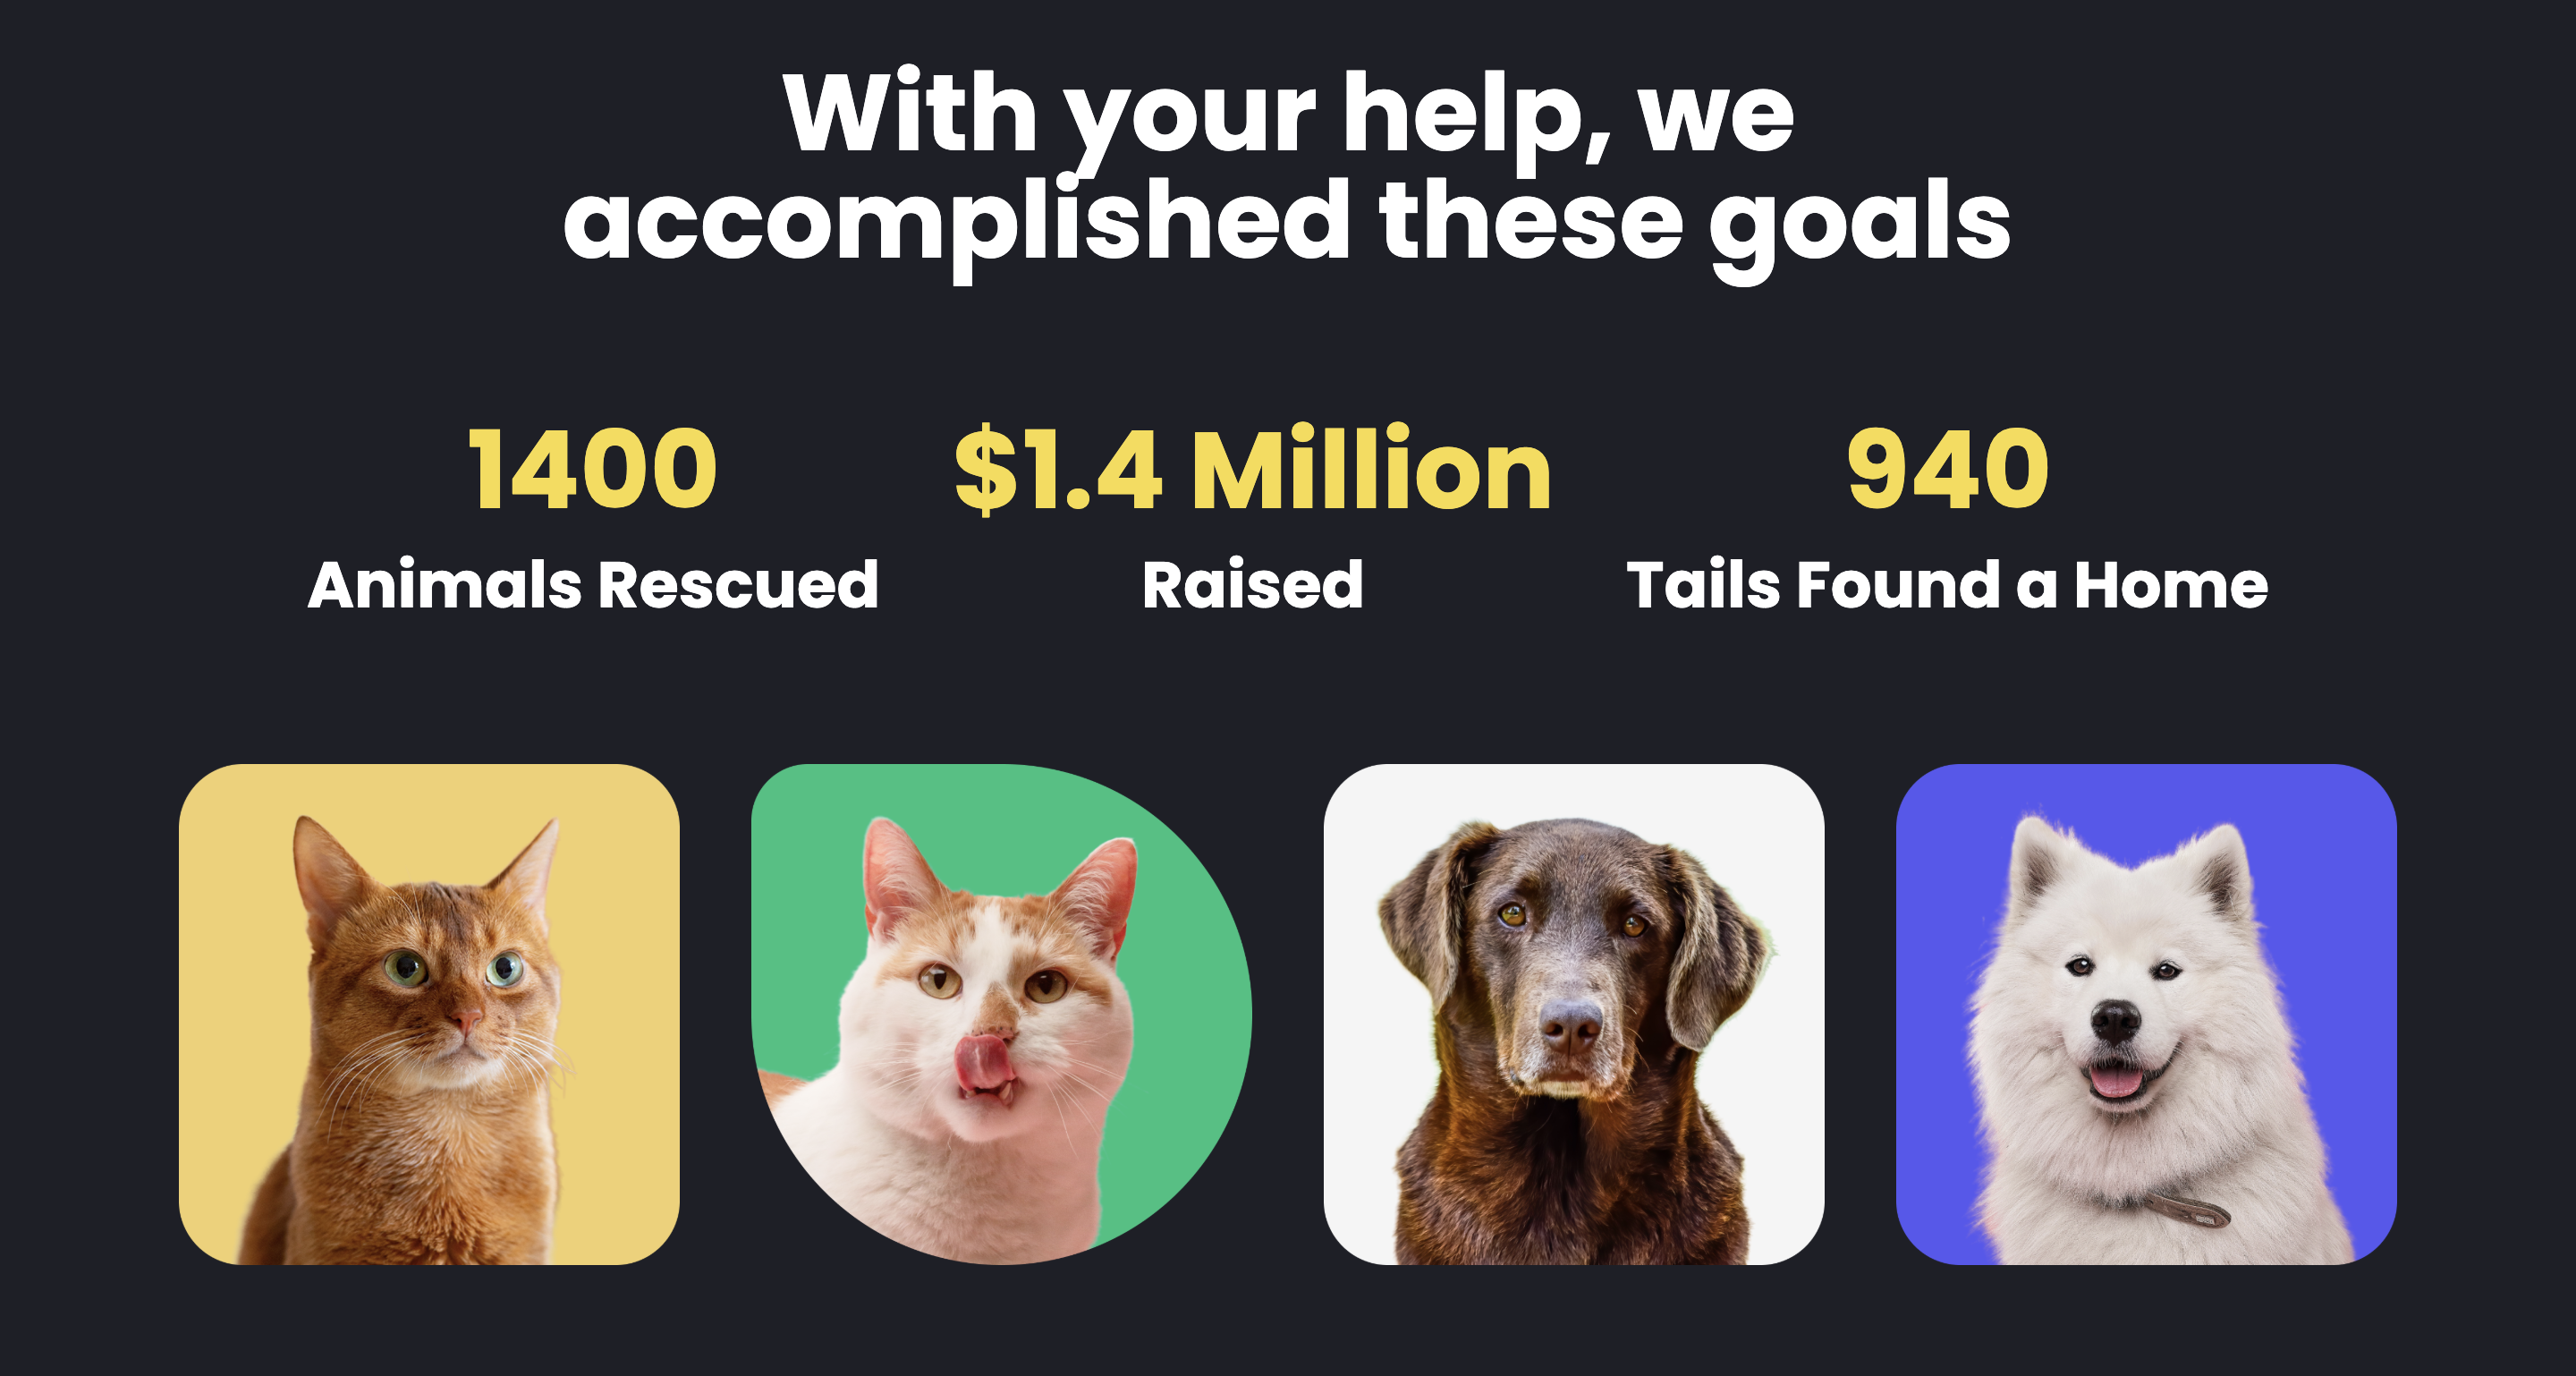 With your help, we
accomplished these goals
1400
Animals Rescued
$1.4 Million
Raised
940
Tails Found a Home